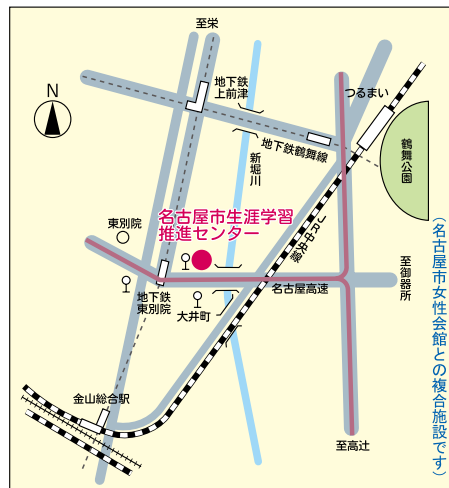 至栄
地下鉄
上前津
つるまい
N
地下鉄鶴舞線
鶴舞公園
新堀川
東別院
名古屋市生涯学習
推進センター
JR中央線
(名古屋市女性会館との複合施設です)
至御器所
名古屋高速
地下鉄
東別院
大井町
金山総合駅
至高辻